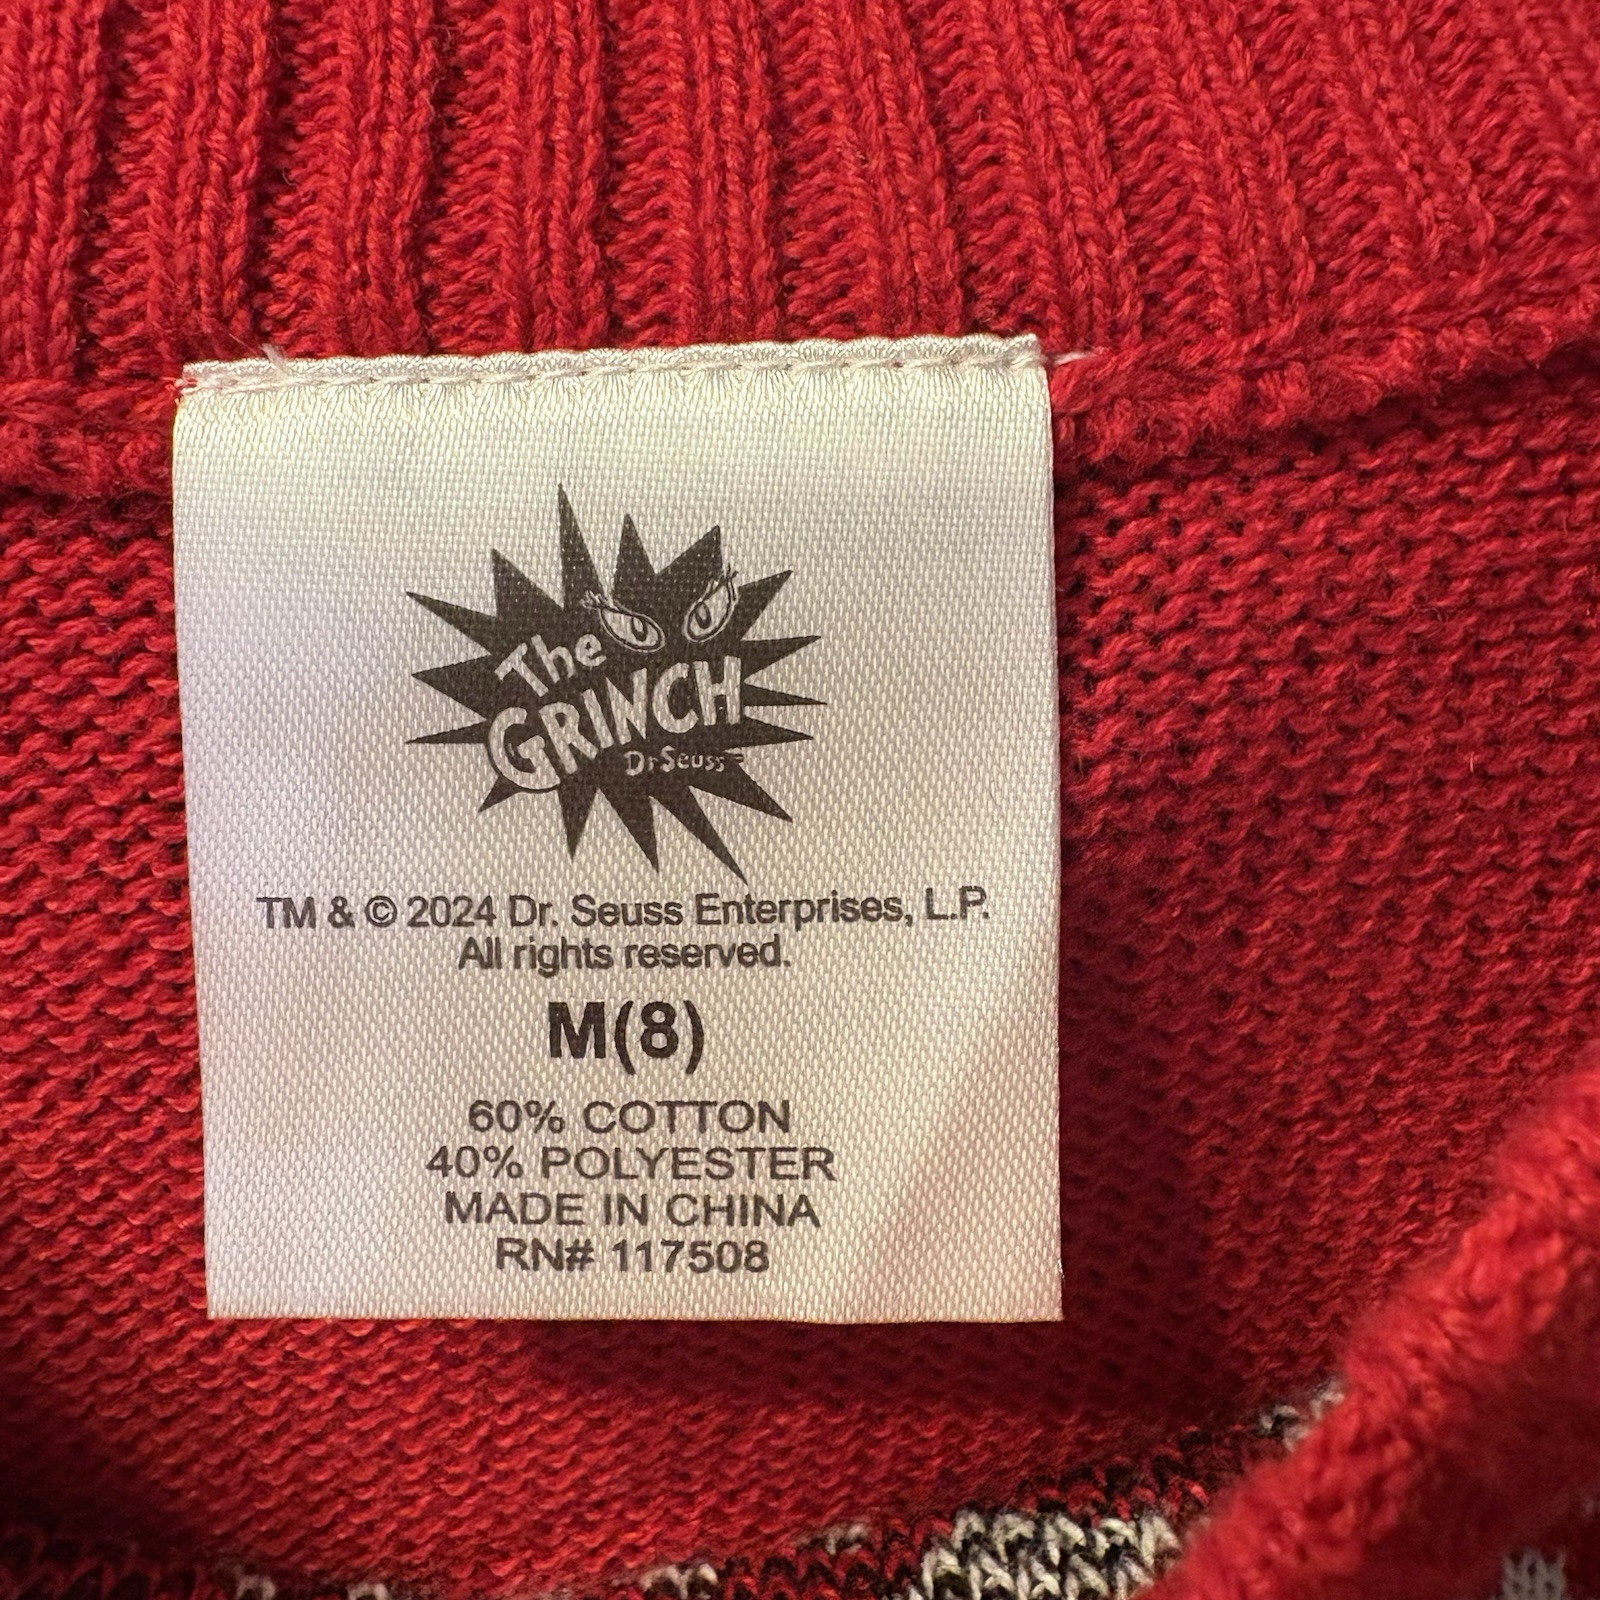 The
GRINCH
Dr. Seuss
TM & © 2024 Dr. Seuss Enterprises, L.P.
All rights reserved.
M(8)
60% COTTON
40% POLYESTER
MADE IN CHINA
RN# 117508